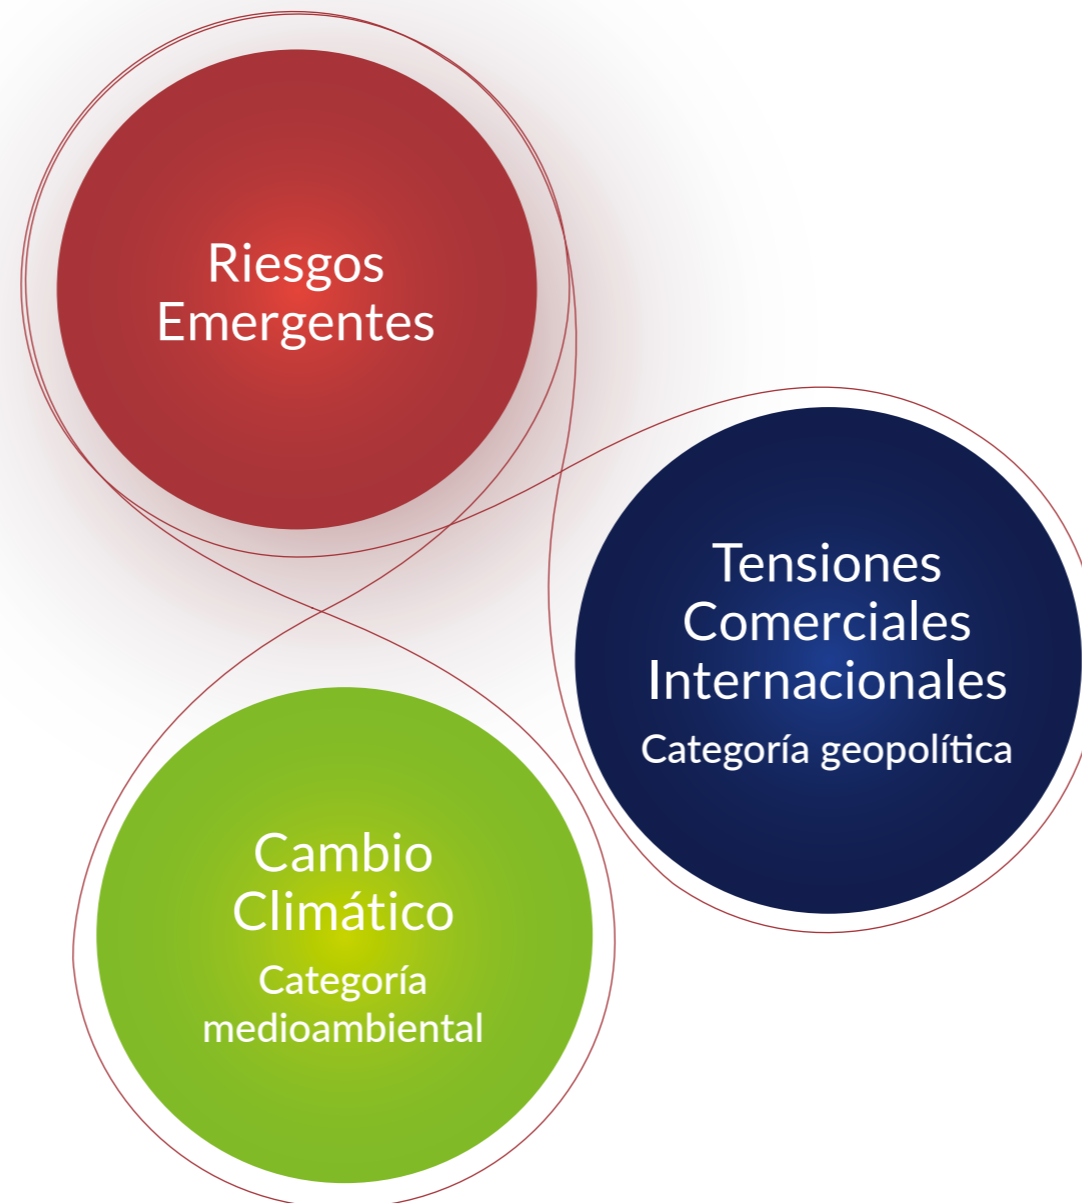 Riesgos
Emergentes
Tensiones
Comerciales
Internacionales
Categoría geopolítica
Cambio
Climático
Categoría
medioambiental